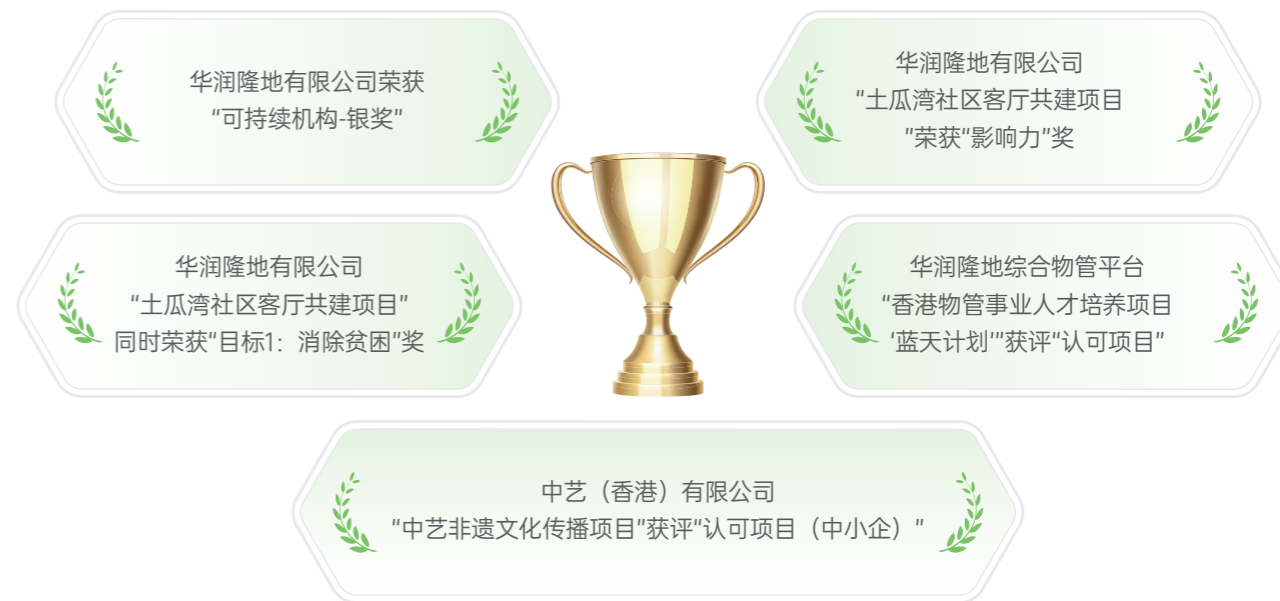 华润隆地有限公司荣获
“可持续机构-银奖”
华润隆地有限公司
“土瓜湾社区客厅共建项目
”荣获“影响力”奖
华润隆地有限公司
“土瓜湾社区客厅共建项目”
同时荣获“目标1：消除贫困”奖
华润隆地综合物管平台
“香港物管事业人才培养项目
‘蓝天计划’”获评“认可项目”
中艺（香港）有限公司
“中艺非遗文化传播项目”获评“认可项目（中小企）”